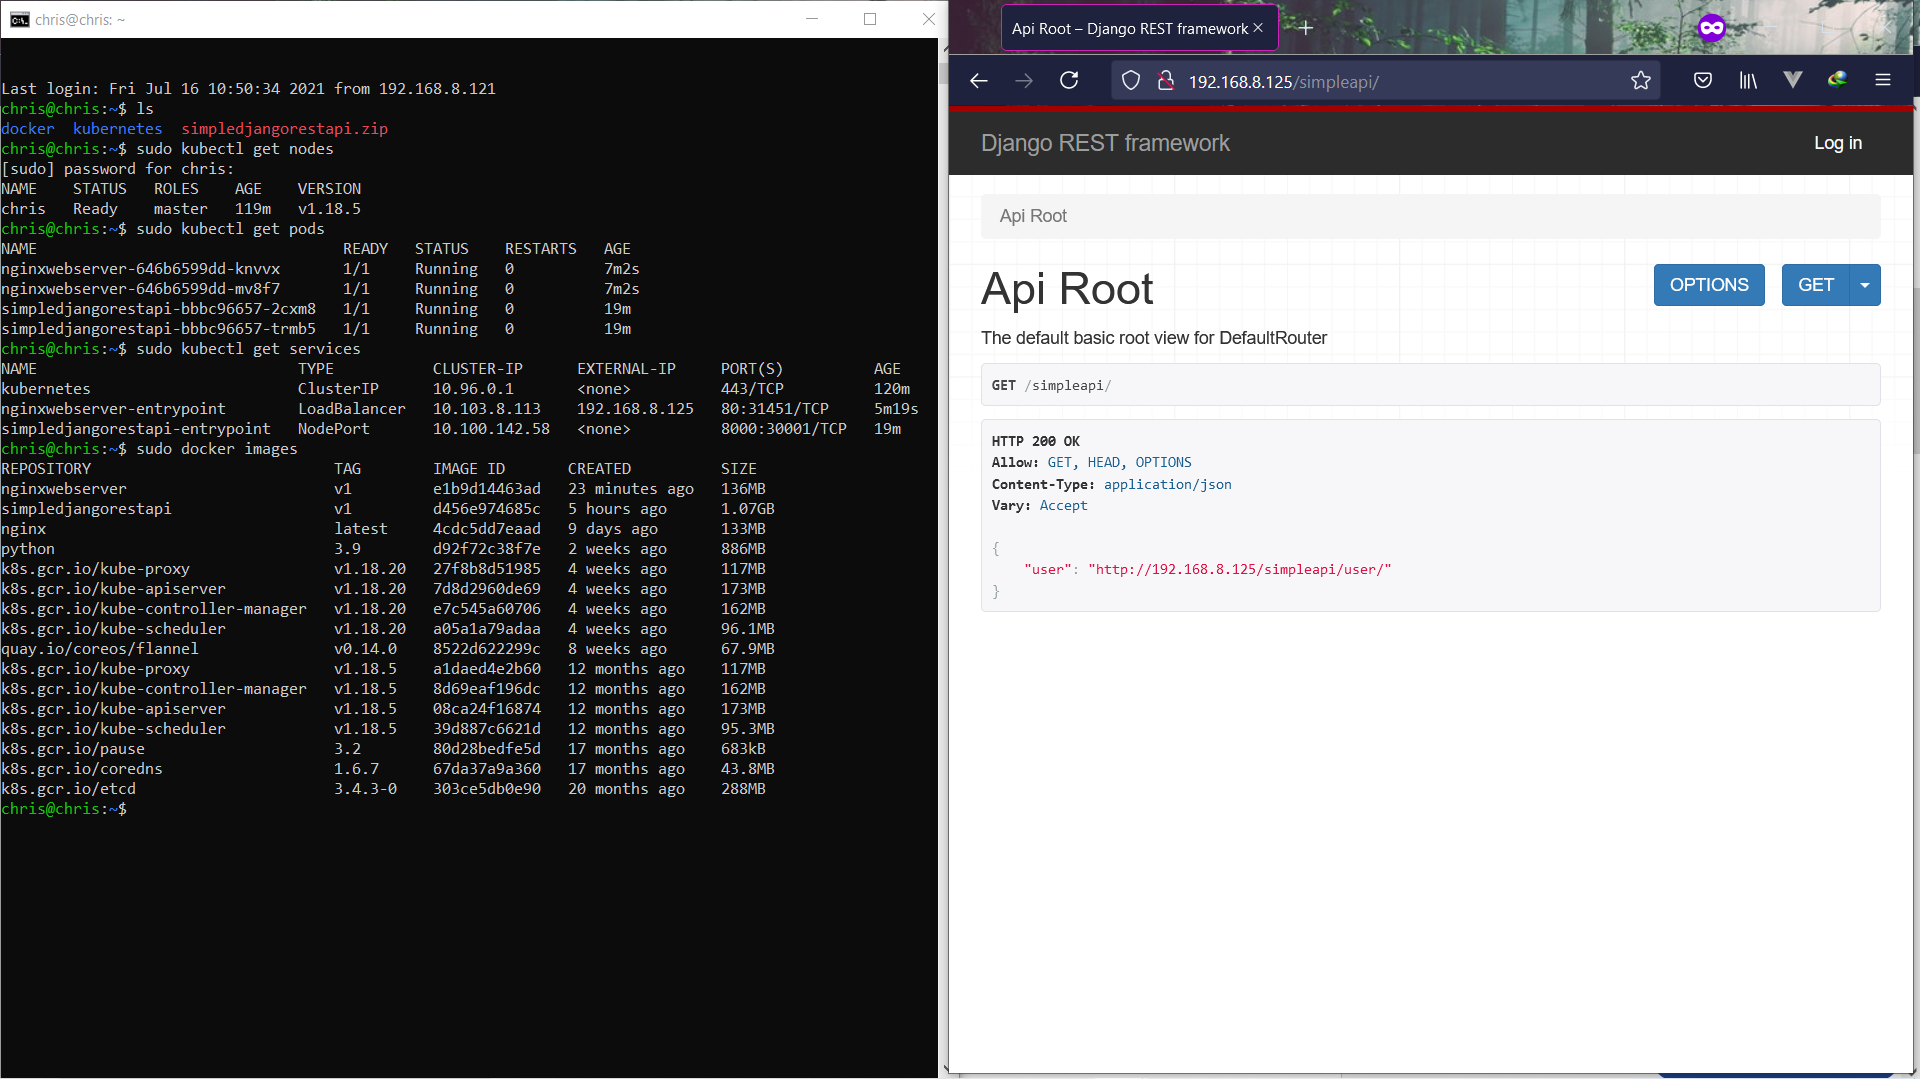 chris@chris: ~
Last login: Fri Jul 16 10:50:34 2021 from 192.168.8.121
chris@chris:~$ ls
docker  kubernetes  simpledjangorestapi.zip
chris@chris:~$ sudo kubectl get nodes
[sudo] password for chris:
NAME    STATUS   ROLES    AGE    VERSION
chris   Ready    master   119m   v1.18.5
chris@chris:~$ sudo kubectl get pods
NAME                                  READY   STATUS    RESTARTS   AGE
nginxwebserver-646b6599dd-knvvx       1/1     Running   0          7m2s
nginxwebserver-646b6599dd-mv8f7       1/1     Running   0          7m2s
simpledjangorestapi-bbbc96657-2cxm8   1/1     Running   0          19m
simpledjangorestapi-bbbc96657-trmb5   1/1     Running   0          19m
chris@chris:~$ sudo kubectl get services
NAME                             TYPE           CLUSTER-IP      EXTERNAL-IP     PORT(S)          AGE
kubernetes                       ClusterIP      10.96.0.1       <none>          443/TCP          120m
nginxwebserver-entrypoint        LoadBalancer   10.103.8.113    192.168.8.125   80:31451/TCP     5m19s
simpledjangorestapi-entrypoint   NodePort       10.100.142.58   <none>          8000:30001/TCP   19m
chris@chris:~$ sudo docker images
REPOSITORY                           TAG        IMAGE ID       CREATED          SIZE
nginxwebserver                       v1         e1b9d14463ad   23 minutes ago   136MB
simpledjangorestapi                  v1         d456e974685c   5 hours ago      1.07GB
nginx                                latest     4cdc5dd7eaad   9 days ago       133MB
python                               3.9        d92f72c38f7e   2 weeks ago      886MB
k8s.gcr.io/kube-proxy                v1.18.20   27f8b8d51985   4 weeks ago      117MB
k8s.gcr.io/kube-apiserver            v1.18.20   7d8d2960de69   4 weeks ago      173MB
k8s.gcr.io/kube-controller-manager   v1.18.20   e7c545a60706   4 weeks ago      162MB
k8s.gcr.io/kube-scheduler            v1.18.20   a05a1a79adaa   4 weeks ago      96.1MB
quay.io/coreos/flannel               v0.14.0    8522d622299c   8 weeks ago      67.9MB
k8s.gcr.io/kube-proxy                v1.18.5    a1daed4e2b60   12 months ago    117MB
k8s.gcr.io/kube-controller-manager   v1.18.5    8d69eaf196dc   12 months ago    162MB
k8s.gcr.io/kube-apiserver            v1.18.5    08ca24f16874   12 months ago    173MB
k8s.gcr.io/kube-scheduler            v1.18.5    39d887c6621d   12 months ago    95.3MB
k8s.gcr.io/pause                     3.2        80d28bedfe5d   17 months ago    683kB
k8s.gcr.io/coredns                   1.6.7      67da37a9a360   17 months ago    43.8MB
k8s.gcr.io/etcd                      3.4.3-0    303ce5db0e90   20 months ago    288MB
chris@chris:~$
Api Root – Django REST framework
192.168.8.125/simpleapi/
Django REST framework
Log in
Api Root
Api Root
OPTIONS
GET
The default basic root view for DefaultRouter
GET /simpleapi/
HTTP 200 OK
Allow: GET, HEAD, OPTIONS
Content-Type: application/json
Vary: Accept
{
"user": "http://192.168.8.125/simpleapi/user/"
}